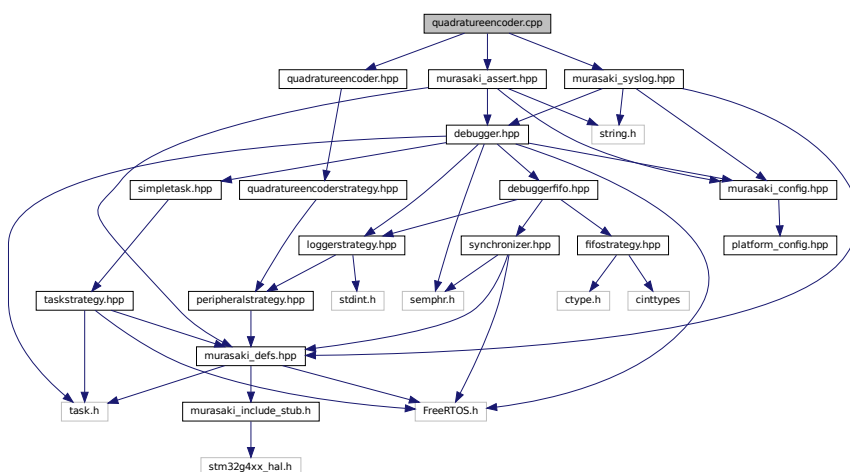 quadratureencoder.cpp
quadratureencoder.hpp
murasaki_assert.hpp
murasaki_syslog.hpp
debugger.hpp
string.h
simpletask.hpp
quadratureencoderstrategy.hpp
debuggerfifo.hpp
murasaki_config.hpp
loggerstrategy.hpp
synchronizer.hpp
fifostrategy.hpp
platform_config.hpp
taskstrategy.hpp
peripheralstrategy.hpp
stdint.h
semphr.h
ctype.h
cinttypes
murasaki_defs.hpp
task.h
murasaki_include_stub.h
FreeRTOS.h
stm32g4xx_hal.h